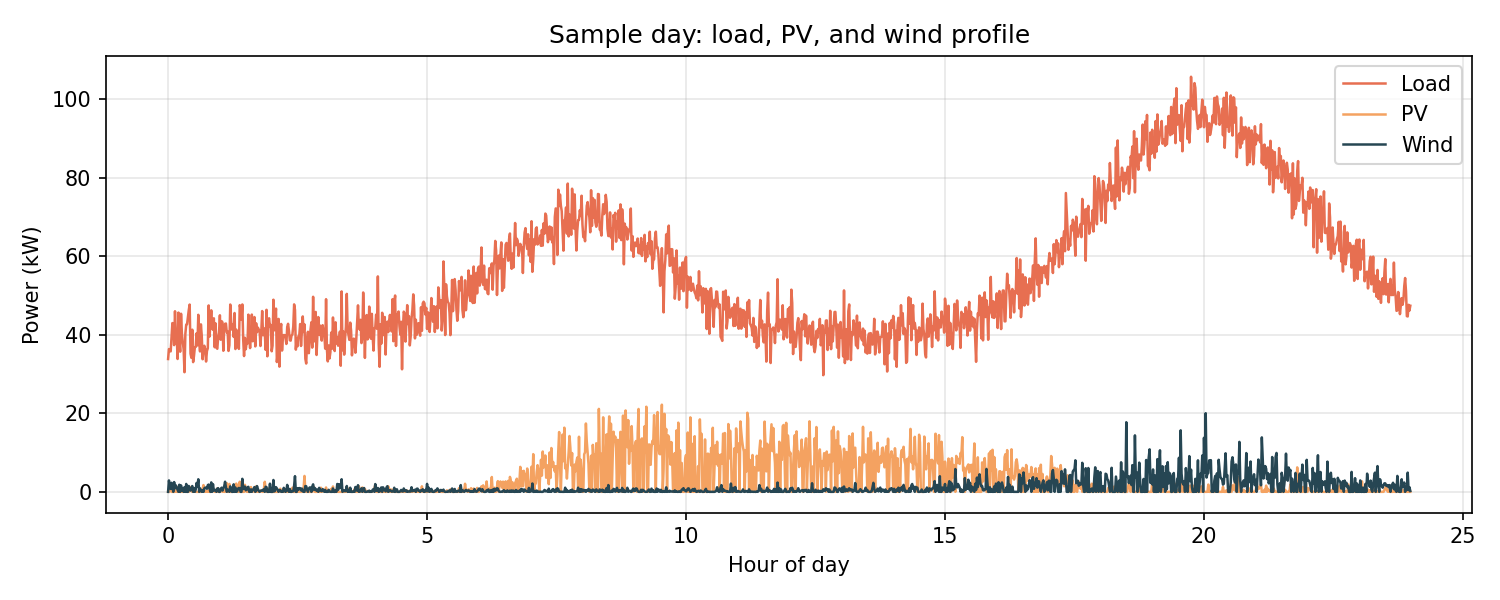 Sample day: load, PV, and wind profile
Load
PV
Wind
Power (kW)
100
80
60
40
20
0
0 5 10 15 20 25
Hour of day